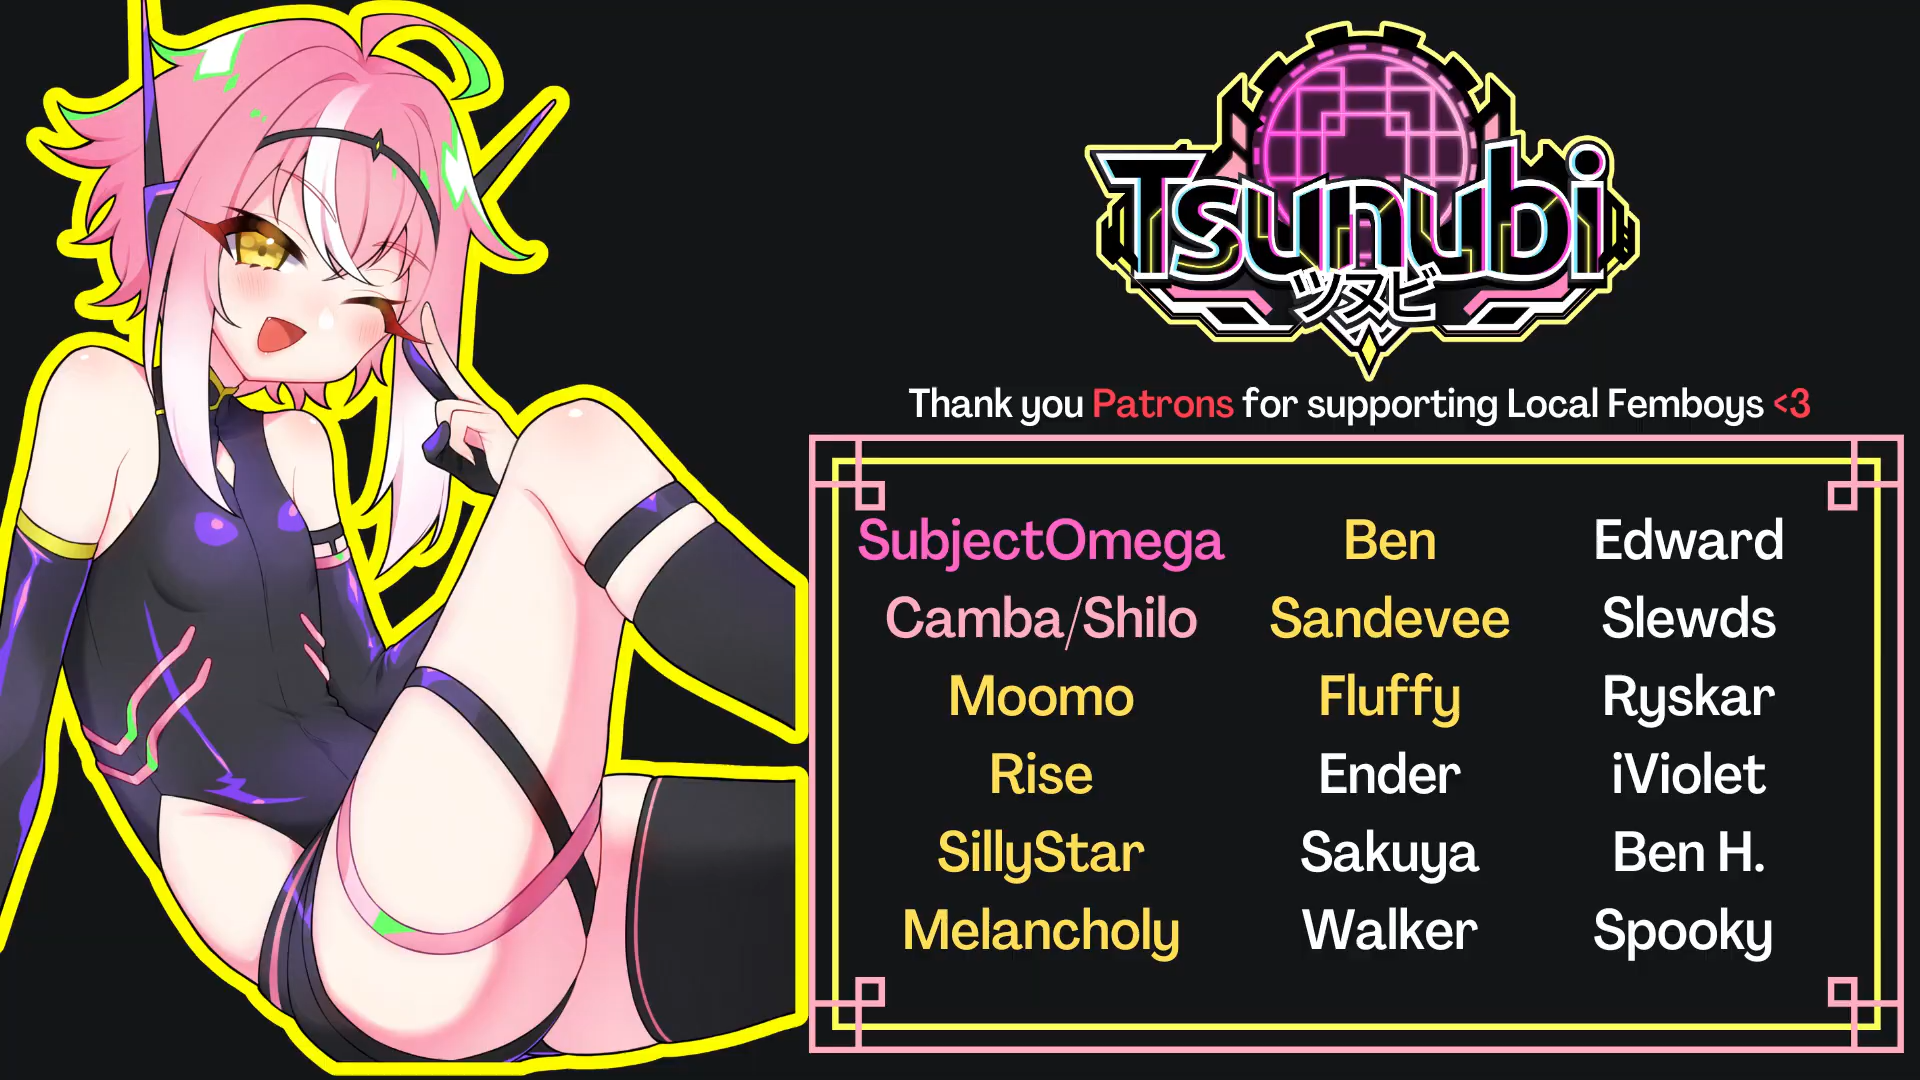 Tsunubi
ツヌビ
Thank you Patrons for supporting Local Femboys <3
SubjectOmega Ben Edward
Camba/Shilo Sandevee Slewds
Moomo Fluffy Ryskar
Rise Ender iViolet
SillyStar Sakuya Ben H.
Melancholy Walker Spooky